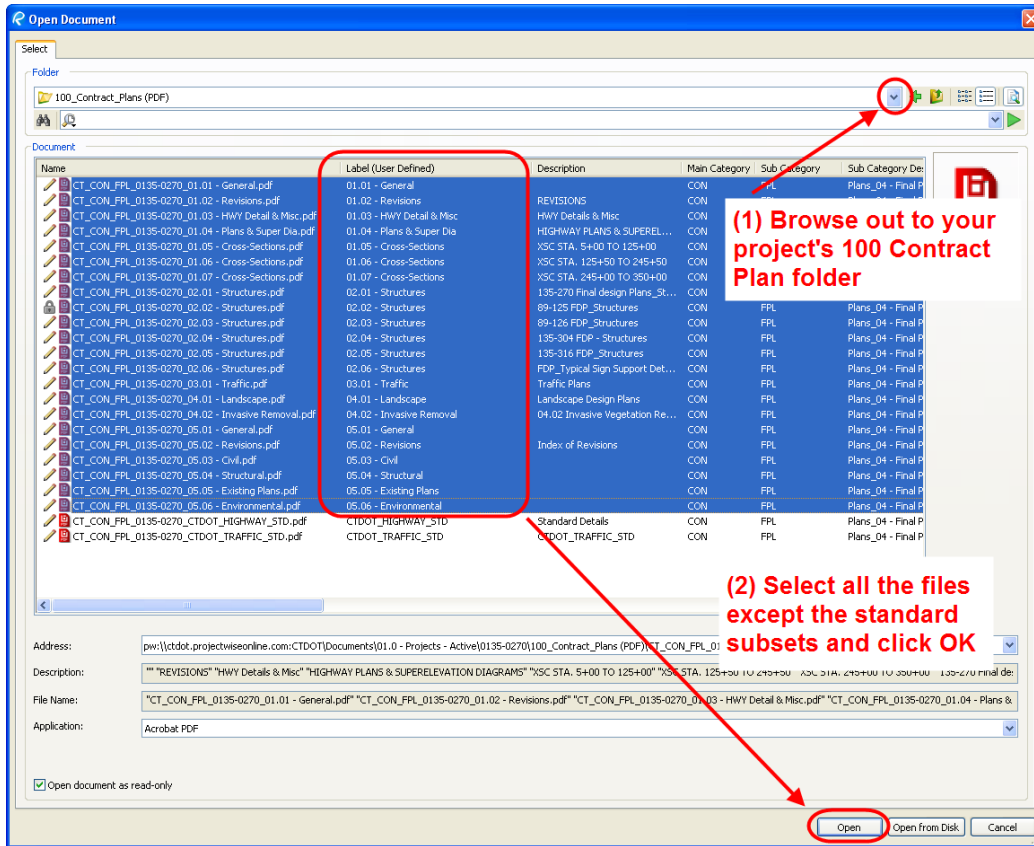 Open Document
Select
Folder
100_Contract_Plans (PDF)
Document
Name Label (User Defined) Description Main Category Sub Category Sub Category De
CT_CON_FPL_0135-0270_01.01 - General.pdf 01.01 - General CON FPL Plans_04 - Final P
CT_CON_FPL_0135-0270_01.02 - Revisions.pdf 01.02 - Revisions REVISIONS CON
CT_CON_FPL_0135-0270_01.03 - HWY Detail & Misc.pdf 01.03 - HWY Detail & Misc HWY Details & Misc CON
CT_CON_FPL_0135-0270_01.04 - Plans & Super Dia.pdf 01.04 - Plans & Super Dia HIGHWAY PLANS & SUPEREL... CON
CT_CON_FPL_0135-0270_01.05 - Cross-Sections.pdf 01.05 - Cross-Sections XSC STA. 5+00 TO 125+00 CON
CT_CON_FPL_0135-0270_01.06 - Cross-Sections.pdf 01.06 - Cross-Sections XSC STA. 125+50 TO 245+50 CON
CT_CON_FPL_0135-0270_01.07 - Cross-Sections.pdf 01.07 - Cross-Sections XSC STA. 245+00 TO 350+00 CON
CT_CON_FPL_0135-0270_02.01 - Structures.pdf 02.01 - Structures 135-270 Final design Plans_St... CON
CT_CON_FPL_0135-0270_02.02 - Structures.pdf 02.02 - Structures 89-125 FDP_Structures CON FPL Plans_04 - Final P
CT_CON_FPL_0135-0270_02.03 - Structures.pdf 02.03 - Structures 89-126 FDP_Structures CON FPL Plans_04 - Final P
CT_CON_FPL_0135-0270_02.04 - Structures.pdf 02.04 - Structures 135-304 FDP - Structures CON FPL Plans_04 - Final P
CT_CON_FPL_0135-0270_02.05 - Structures.pdf 02.05 - Structures 135-316 FDP_Structures CON FPL Plans_04 - Final P
CT_CON_FPL_0135-0270_02.06 - Structures.pdf 02.06 - Structures FDP_Typical Sign Support Det... CON FPL Plans_04 - Final P
CT_CON_FPL_0135-0270_03.01 - Traffic.pdf 03.01 - Traffic Traffic Plans CON FPL Plans_04 - Final P
CT_CON_FPL_0135-0270_04.01 - Landscape.pdf 04.01 - Landscape Landscape Design Plans CON FPL Plans_04 - Final P
CT_CON_FPL_0135-0270_04.02 - Invasive Removal.pdf 04.02 - Invasive Removal 04.02 Invasive Vegetation Re... CON FPL Plans_04 - Final P
CT_CON_FPL_0135-0270_05.01 - General.pdf 05.01 - General CON FPL Plans_04 - Final P
CT_CON_FPL_0135-0270_05.02 - Revisions.pdf 05.02 - Revisions Index of Revisions CON FPL Plans_04 - Final P
CT_CON_FPL_0135-0270_05.03 - Civil.pdf 05.03 - Civil CON FPL Plans_04 - Final P
CT_CON_FPL_0135-0270_05.04 - Structural.pdf 05.04 - Structural CON FPL Plans_04 - Final P
CT_CON_FPL_0135-0270_05.05 - Existing Plans.pdf 05.05 - Existing Plans CON FPL Plans_04 - Final P
CT_CON_FPL_0135-0270_05.06 - Environmental.pdf 05.06 - Environmental CON FPL Plans_04 - Final P
CT_CON_FPL_0135-0270_CTDOT_HIGHWAY_STD.pdf CTDOT_HIGHWAY_STD Standard Details CON FPL Plans_04 - Final P
CT_CON_FPL_0135-0270_CTDOT_TRAFFIC_STD.pdf CTDOT_TRAFFIC_STD CTDOT_TRAFFIC_STD CON FPL Plans_04 - Final P
(1) Browse out to your
project's 100 Contract
Plan folder
(2) Select all the files
except the standard
subsets and click OK
Address: pw:\\ctdot.projectwiseonline.com:CTDOT\Documents\01.0 - Projects - Active\0135-0270\100_Contract_Plans (PDF)\CT_CON_FPL_01
Description: "" "REVISIONS" "HWY Details & Misc" "HIGHWAY PLANS & SUPERELEVATION DIAGRAMS" "XSC STA. 5+00 TO 125+00" "XSC STA. 125+50 TO 245+50" "XSC STA. 245+00 TO 350+00" "135-270 Final de
File Name: "CT_CON_FPL_0135-0270_01.01 - General.pdf" "CT_CON_FPL_0135-0270_01.02 - Revisions.pdf" "CT_CON_FPL_0135-0270_01.03 - HWY Detail & Misc.pdf" "CT_CON_FPL_0135-0270_01.04 - Plans &
Application: Acrobat PDF
Open document as read-only
Open Open from Disk Cancel